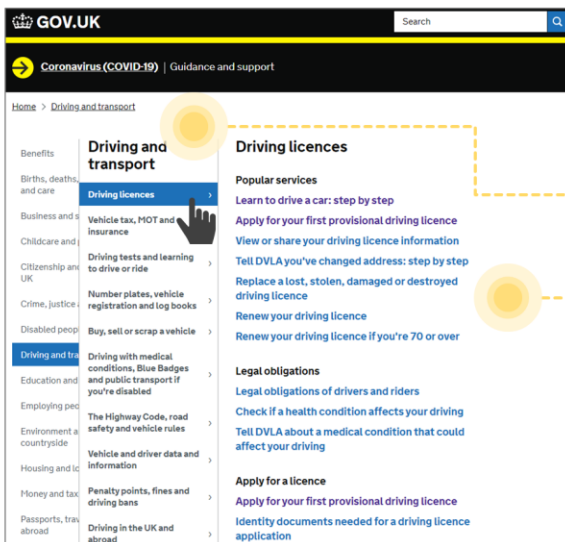 GOV.UK
Search
Coronavirus (COVID-19) | Guidance and support
Home > Driving and transport
Benefits
Births, deaths,
and care
Business and s
Childcare and
Citizenship and
UK
Crime, justice
Disabled peop
Driving and tra
Education and
Employing peo
Environment a
countryside
Housing and lo
Money and tax
Passports, trav
abroad
Driving and
transport
Driving licences
Vehicle tax, MOT and
insurance
Driving tests and learning
to drive or ride
Number plates, vehicle
registration and log books
Buy, sell or scrap a vehicle
Driving with medical
conditions, Blue Badges
and public transport if
you're disabled
The Highway Code, road
safety and vehicle rules
Vehicle and driver data and
information
Penalty points, fines and
driving bans
Driving in the UK and
abroad
Driving licences
Popular services
Learn to drive a car: step by step
Apply for your first provisional driving licence
View or share your driving licence information
Tell DVLA you've changed address: step by step
Replace a lost, stolen, damaged or destroyed
driving licence
Renew your driving licence
Renew your driving licence if you're 70 or over
Legal obligations
Legal obligations of drivers and riders
Check if a health condition affects your driving
Tell DVLA about a medical condition that could
affect your driving
Apply for a licence
Apply for your first provisional driving licence
Identity documents needed for a driving licence
application